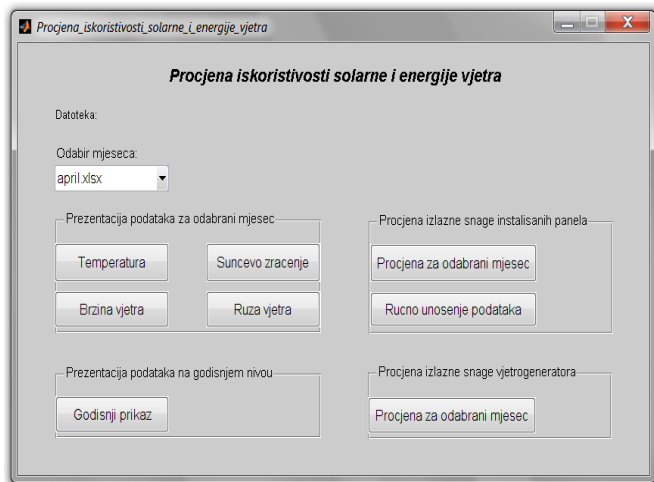 Procjena_iskoristivosti_solarne_i_energije_vjetra
Procjena iskoristivosti solarne i energije vjetra
Datoteka:
Odabir mjeseca:
april.xlsx
Prezentacija podataka za odabrani mjesec
Temperatura
Suncevo zracenje
Brzina vjetra
Ruza vjetra
Procjena izlazne snage instalisanih panela
Procjena za odabrani mjesec
Rucno unosenje podataka
Prezentacija podataka na godisnjem nivou
Godisnji prikaz
Procjena izlazne snage vjetrogeneratora
Procjena za odabrani mjesec